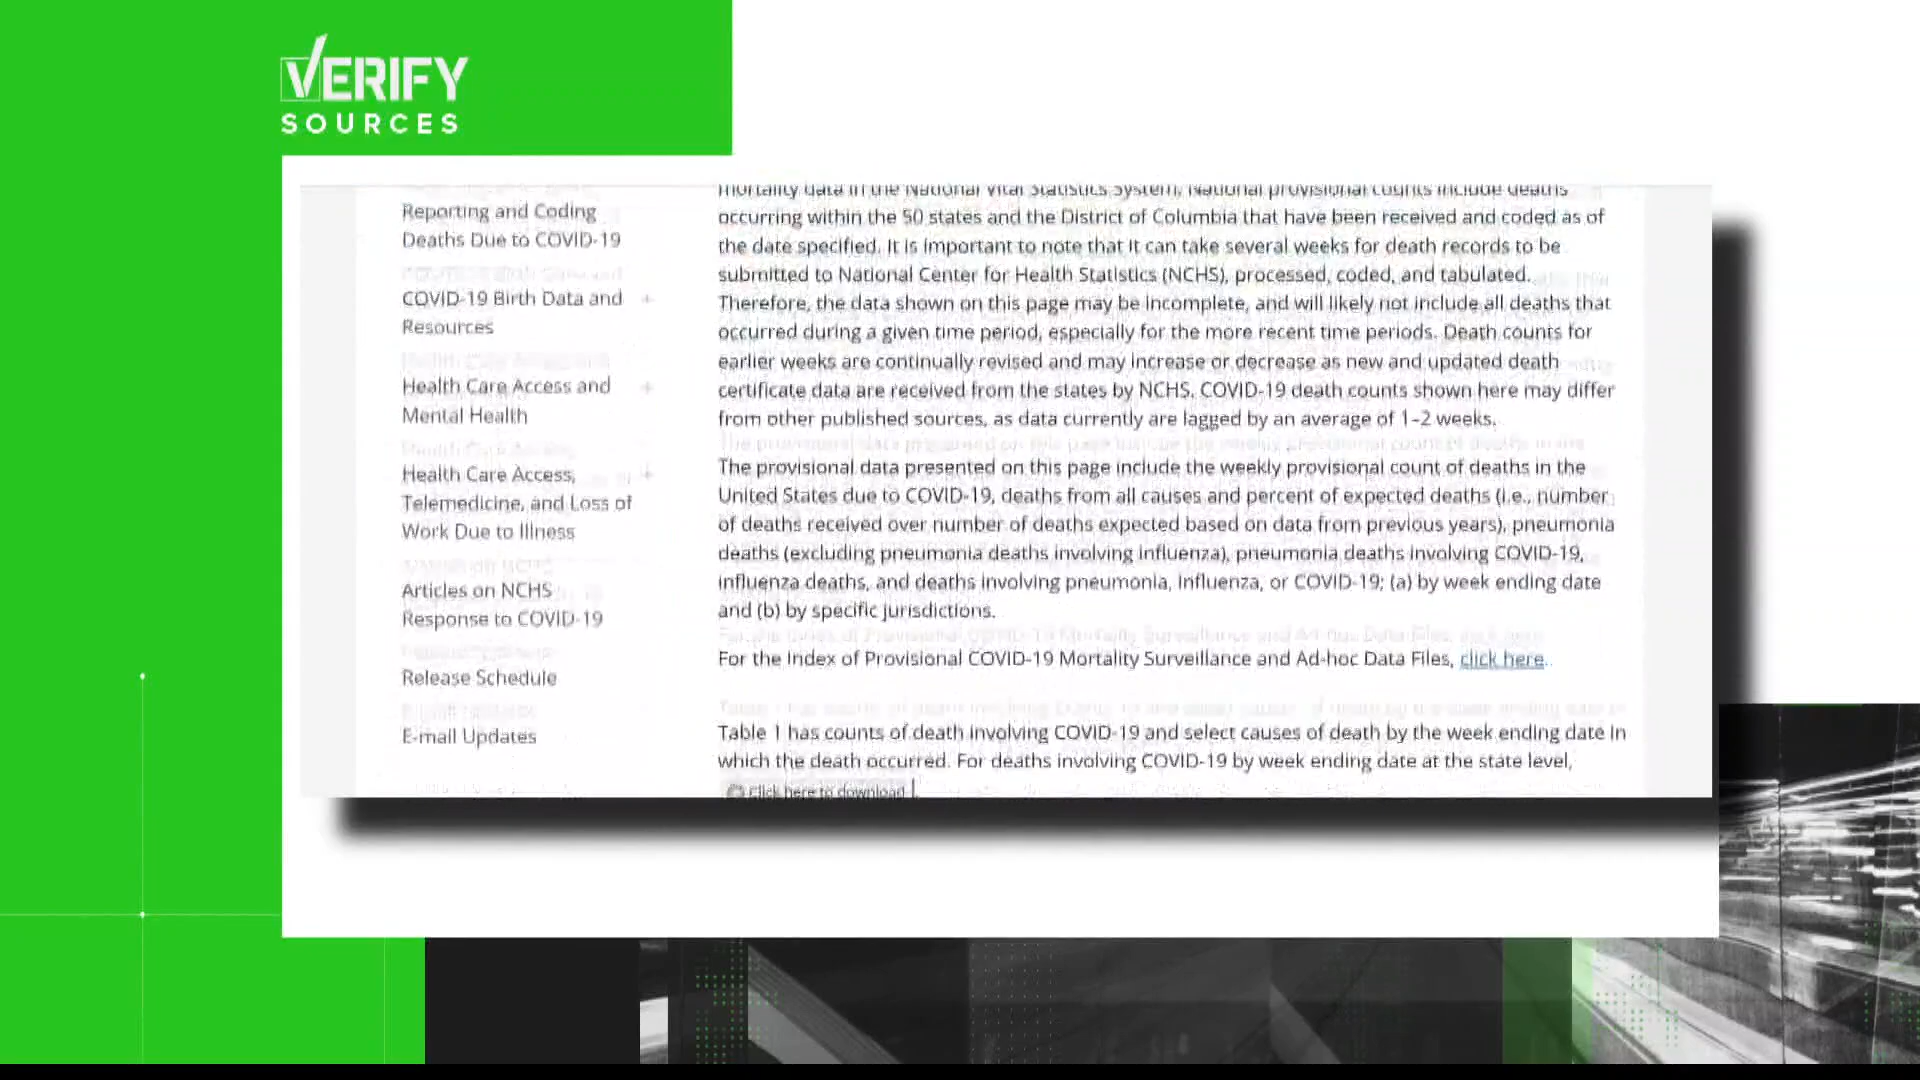 VERIFY
SOURCES
Reporting and Coding
Deaths Due to COVID-19
COVID-19 Birth Data and
Resources
Health Care Access and
Mental Health
Health Care Access,
Telemedicine, and Loss of
Work Due to Illness
Articles on NCHS
Response to COVID-19
Release Schedule
E-mail Updates
mortality data in the National Vital Statistics System. National provisional counts include deaths
occurring within the 50 states and the District of Columbia that have been received and coded as of
the date specified. It is important to note that it can take several weeks for death records to be
submitted to National Center for Health Statistics (NCHS), processed, coded, and tabulated.
Therefore, the data shown on this page may be incomplete, and will likely not include all deaths that
occurred during a given time period, especially for the more recent time periods. Death counts for
earlier weeks are continually revised and may increase or decrease as new and updated death
certificate data are received from the states by NCHS. COVID-19 death counts shown here may differ
from other published sources, as data currently are lagged by an average of 1–2 weeks.
The provisional data presented on this page include the weekly provisional count of deaths in the
United States due to COVID-19, deaths from all causes and percent of expected deaths (i.e., number
of deaths received over number of deaths expected based on data from previous years), pneumonia
deaths (excluding pneumonia deaths involving influenza), pneumonia deaths involving COVID-19,
influenza deaths, and deaths involving pneumonia, influenza, or COVID-19; (a) by week ending date
and (b) by specific jurisdictions.
For the Index of Provisional COVID-19 Mortality Surveillance and Ad-hoc Data Files, click here.
Table 1 has counts of death involving COVID-19 and select causes of death by the week ending date in
which the death occurred. For deaths involving COVID-19 by week ending date at the state level,
Click here to download